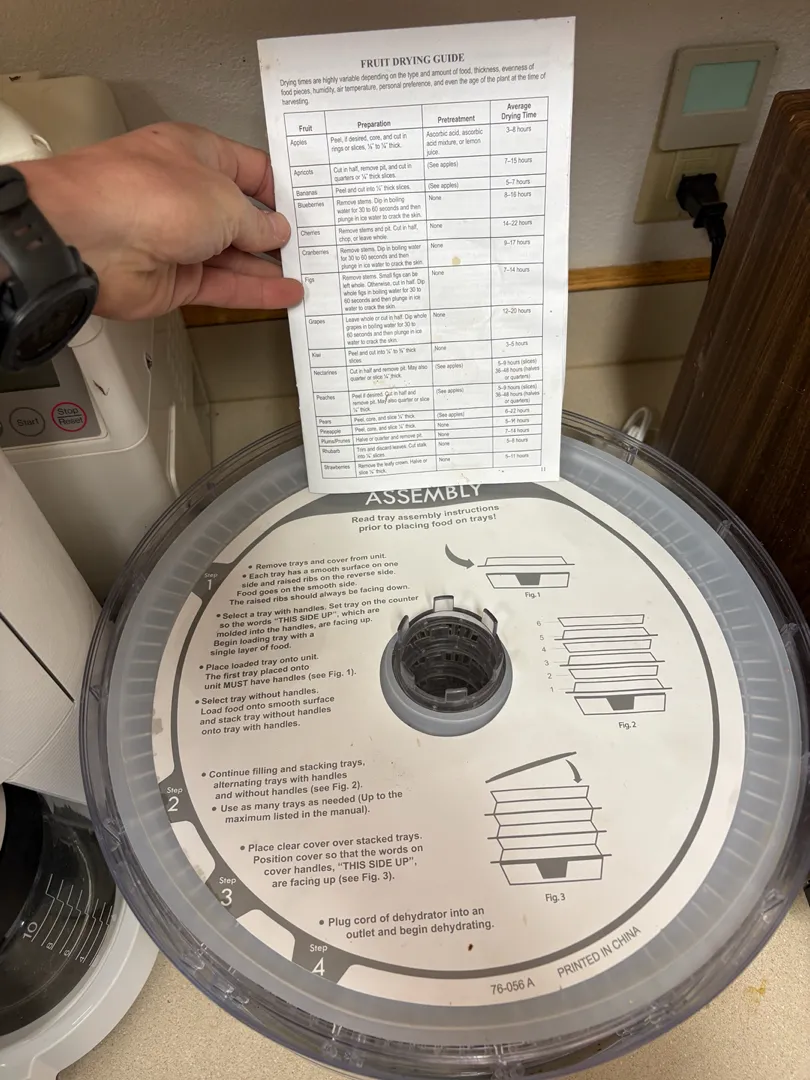 FRUIT DRYING GUIDE
Drying times are highly variable depending on the type and amount of food, thickness, evenness of
food pieces, humidity, air temperature, personal preference, and even the age of the plant at the time of
harvesting.
Fruit Preparation Pretreatment Average Drying Time
Apples
Peel, if desired, core, and cut in
rings or slices, ¼" to ⅜" thick.
Ascorbic acid, ascorbic
acid mixture, or lemon
juice.
3–8 hours
Apricots
Cut in half, remove pit, and cut in
quarters or ¼" thick slices.
(See apples)
7–15 hours
Bananas
Peel and cut into ¼" thick slices.
(See apples)
5–7 hours
Blueberries
Remove stems. Dip in boiling
water for 30 to 60 seconds and then
plunge in ice water to crack the skin.
None
8–16 hours
Cherries
Remove stems and pit. Cut in half,
chop, or leave whole.
None
14–22 hours
Cranberries
Remove stems. Dip in boiling water
for 30 to 60 seconds and then
plunge in ice water to crack the skin.
None
9–17 hours
Figs
Remove stems. Small figs can be
left whole. Otherwise, cut in half. Dip
whole figs in boiling water for 30 to
60 seconds and then plunge in ice
water to crack the skin.
None
7–14 hours
Grapes
Leave whole or cut in half. Dip whole
grapes in boiling water for 30 to
60 seconds and then plunge in ice
water to crack the skin.
None
12–20 hours
Kiwi
Peel and cut into ¼" to ⅜" thick
slices.
None
3–5 hours
Nectarines
Cut in half and remove pit. May also
quarter or slice ¼" thick.
(See apples)
5–9 hours (slices)
36–48 hours (halves
or quarters)
Peaches
Peel if desired. Cut in half and
remove pit. May also quarter or slice
¼" thick.
(See apples)
5–9 hours (slices)
36–48 hours (halves
or quarters)
Pears
Peel, core, and slice ¼" thick.
(See apples)
6–22 hours
Pineapple
Peel, core, and slice ¼" thick.
None
5–16 hours
Plums/Prunes
Halve or quarter and remove pit.
None
7–14 hours
Rhubarb
Trim and discard leaves. Cut stalk
into ¼" slices.
None
5–8 hours
Strawberries
Remove the leafy crown. Halve or
slice ¼" thick.
None
5–11 hours
11
Start
Stop
Reset
ASSEMBLY
Read tray assembly instructions
prior to placing food on trays!
Step
1
• Remove trays and cover from unit.
• Each tray has a smooth surface on one
side and raised ribs on the reverse side.
Food goes on the smooth side.
The raised ribs should always be facing down.
• Select a tray with handles. Set tray on the counter
so the words "THIS SIDE UP", which are
molded into the handles, are facing up.
Begin loading tray with a
single layer of food.
• Place loaded tray onto unit.
The first tray placed onto
unit MUST have handles (see Fig. 1).
• Select tray without handles.
Load food onto smooth surface
and stack tray without handles
onto tray with handles.
Fig.1
6
5
4
3
2
1
Fig.2
Step
2
• Continue filling and stacking trays,
alternating trays with handles
and without handles (see Fig. 2).
• Use as many trays as needed (Up to the
maximum listed in the manual).
Step
3
• Place clear cover over stacked trays.
Position cover so that the words on
cover handles, "THIS SIDE UP",
are facing up (see Fig. 3).
Fig.3
Step
4
• Plug cord of dehydrator into an
outlet and begin dehydrating.
76-056 A PRINTED IN CHINA
10